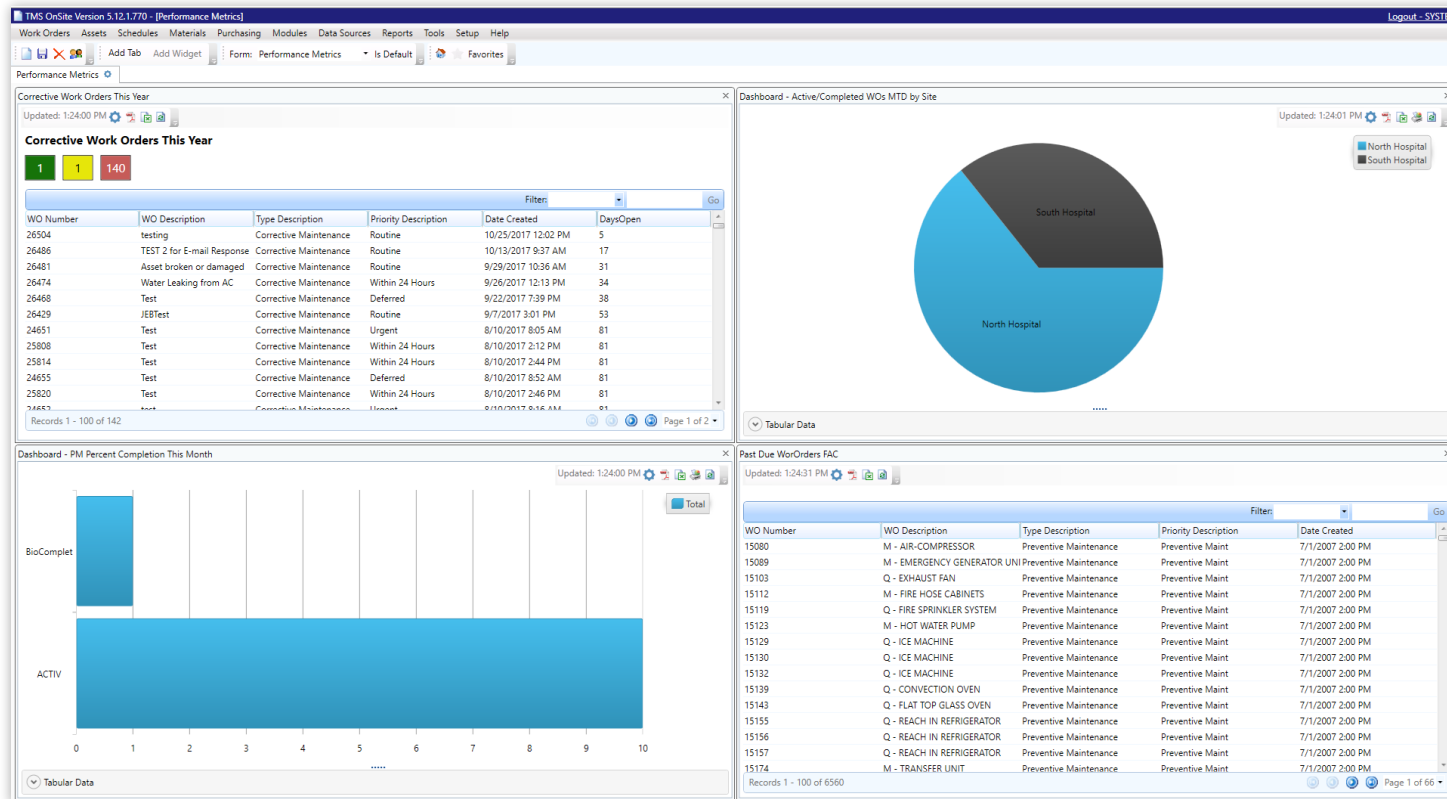 TMS OnSite Version 5.12.1.770 - [Performance Metrics]
Logout - SYSTE
Work Orders Assets Schedules Materials Purchasing Modules Data Sources Reports Tools Setup Help
Add Tab Add Widget Form: Performance Metrics Is Default Favorites
Performance Metrics
Corrective Work Orders This Year
Updated: 1:24:00 PM
Corrective Work Orders This Year
1 1 140
Filter: Go
WO Number WO Description Type Description Priority Description Date Created DaysOpen
26504 testing Corrective Maintenance Routine 10/25/2017 12:02 PM 5
26486 TEST 2 for E-mail Response Corrective Maintenance Routine 10/13/2017 9:37 AM 17
26481 Asset broken or damaged Corrective Maintenance Routine 9/29/2017 10:36 AM 31
26474 Water Leaking from AC Corrective Maintenance Within 24 Hours 9/26/2017 12:13 PM 34
26468 Test Corrective Maintenance Deferred 9/22/2017 7:39 PM 38
26429 JEBTest Corrective Maintenance Routine 9/7/2017 3:01 PM 53
24651 Test Corrective Maintenance Urgent 8/10/2017 8:05 AM 81
25808 Test Corrective Maintenance Within 24 Hours 8/10/2017 2:12 PM 81
25814 Test Corrective Maintenance Within 24 Hours 8/10/2017 2:44 PM 81
24655 Test Corrective Maintenance Deferred 8/10/2017 8:52 AM 81
25820 Test Corrective Maintenance Within 24 Hours 8/10/2017 2:46 PM 81
24652 test Corrective Maintenance Urgent 8/10/2017 8:16 AM 81
Records 1 - 100 of 142 Page 1 of 2
Dashboard - Active/Completed WOs MTD by Site
Updated: 1:24:01 PM
North Hospital
South Hospital
South Hospital
North Hospital
Tabular Data
Dashboard - PM Percent Completion This Month
Updated: 1:24:00 PM
Total
BioComplet
ACTIV
0 1 2 3 4 5 6 7 8 9 10
Tabular Data
Past Due WorOrders FAC
Updated: 1:24:31 PM
Filter: Go
WO Number WO Description Type Description Priority Description Date Created
15080 M - AIR-COMPRESSOR Preventive Maintenance Preventive Maint 7/1/2007 2:00 PM
15089 M - EMERGENCY GENERATOR UNI Preventive Maintenance Preventive Maint 7/1/2007 2:00 PM
15103 Q - EXHAUST FAN Preventive Maintenance Preventive Maint 7/1/2007 2:00 PM
15112 M - FIRE HOSE CABINETS Preventive Maintenance Preventive Maint 7/1/2007 2:00 PM
15119 Q - FIRE SPRINKLER SYSTEM Preventive Maintenance Preventive Maint 7/1/2007 2:00 PM
15123 M - HOT WATER PUMP Preventive Maintenance Preventive Maint 7/1/2007 2:00 PM
15129 Q - ICE MACHINE Preventive Maintenance Preventive Maint 7/1/2007 2:00 PM
15130 Q - ICE MACHINE Preventive Maintenance Preventive Maint 7/1/2007 2:00 PM
15132 Q - ICE MACHINE Preventive Maintenance Preventive Maint 7/1/2007 2:00 PM
15139 Q - CONVECTION OVEN Preventive Maintenance Preventive Maint 7/1/2007 2:00 PM
15143 Q - FLAT TOP GLASS OVEN Preventive Maintenance Preventive Maint 7/1/2007 2:00 PM
15155 Q - REACH IN REFRIGERATOR Preventive Maintenance Preventive Maint 7/1/2007 2:00 PM
15156 Q - REACH IN REFRIGERATOR Preventive Maintenance Preventive Maint 7/1/2007 2:00 PM
15157 Q - REACH IN REFRIGERATOR Preventive Maintenance Preventive Maint 7/1/2007 2:00 PM
15174 M - TRANSFER UNIT Preventive Maintenance Preventive Maint 7/1/2007 2:00 PM
Records 1 - 100 of 6560 Page 1 of 66